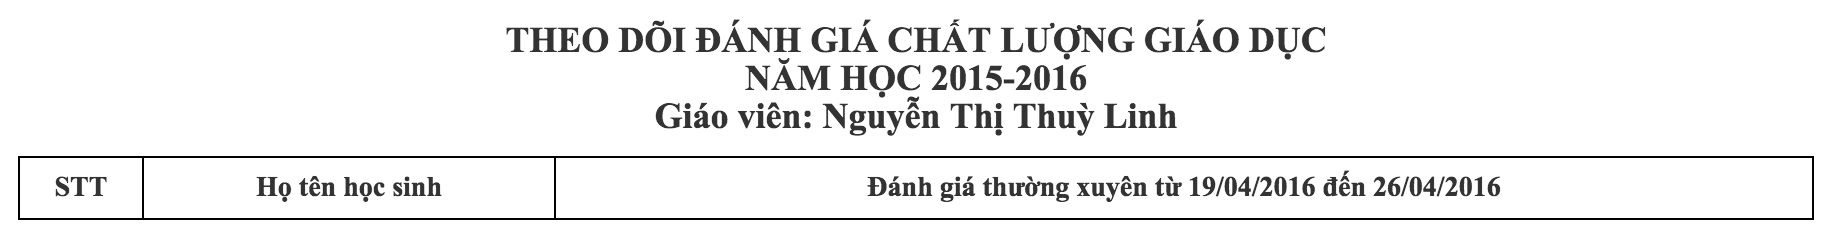 THEO DÕI ĐÁNH GIÁ CHẤT LƯỢNG GIÁO DỤC
NĂM HỌC 2015-2016
Giáo viên: Nguyễn Thị Thuỳ Linh
STT Họ tên học sinh Đánh giá thường xuyên từ 19/04/2016 đến 26/04/2016